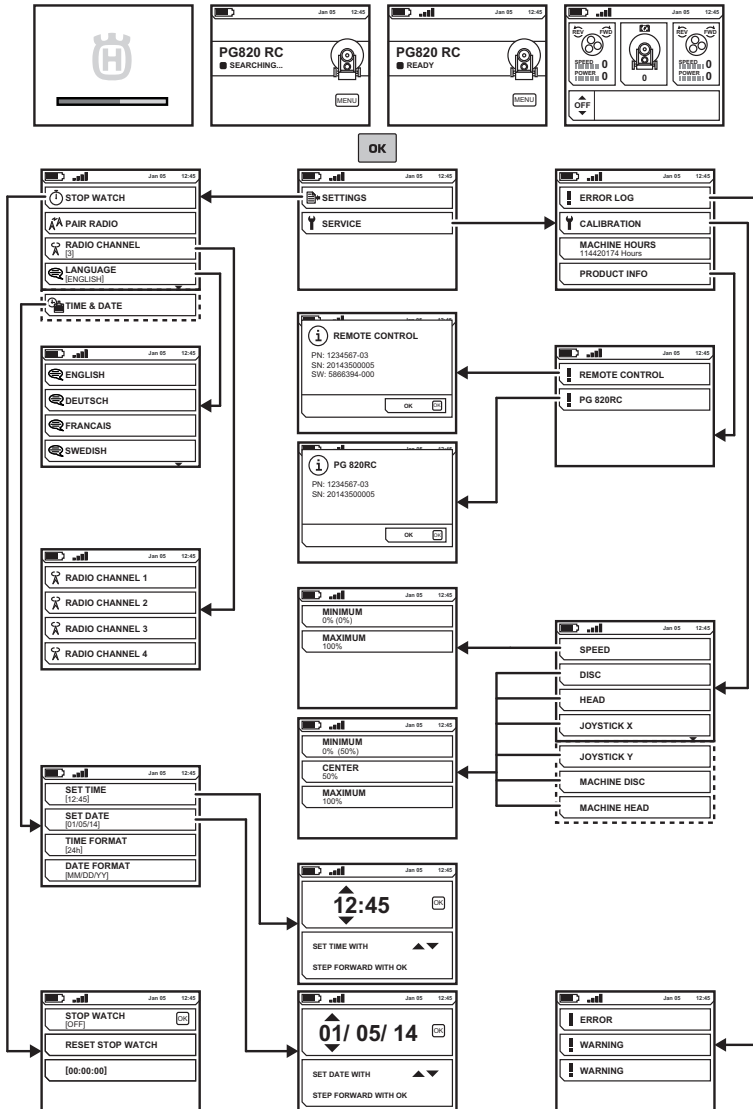 Jan 05 12:45
PG820 RC
SEARCHING...
MENU
Jan 05 12:45
PG820 RC
READY
MENU
Jan 05 12:45
REV FWD
SPEED 0
POWER 0
0
REV FWD
SPEED 0
POWER 0
OFF
OK
Jan 05 12:45
STOP WATCH
PAIR RADIO
RADIO CHANNEL
[3]
LANGUAGE
[ENGLISH]
TIME & DATE
Jan 05 12:45
SETTINGS
SERVICE
Jan 05 12:45
ERROR LOG
CALIBRATION
MACHINE HOURS
114420174 Hours
PRODUCT INFO
Jan 05 12:45
ENGLISH
DEUTSCH
FRANCAIS
SWEDISH
REMOTE CONTROL
PN: 1234567-03
SN: 20143500005
SW: 5866394-000
OK OK
Jan 05 12:45
REMOTE CONTROL
PG 820RC
PG 820RC
PN: 1234567-03
SN: 20143500005
OK OK
Jan 05 12:45
RADIO CHANNEL 1
RADIO CHANNEL 2
RADIO CHANNEL 3
RADIO CHANNEL 4
Jan 05 12:45
MINIMUM
0% (0%)
MAXIMUM
100%
Jan 05 12:45
SPEED
DISC
HEAD
JOYSTICK X
JOYSTICK Y
MACHINE DISC
MACHINE HEAD
Jan 05 12:45
MINIMUM
0% (50%)
CENTER
50%
MAXIMUM
100%
Jan 05 12:45
SET TIME
[12:45]
SET DATE
[01/05/14]
TIME FORMAT
[24h]
DATE FORMAT
[MM/DD/YY]
Jan 05 12:45
12:45 OK
SET TIME WITH
STEP FORWARD WITH OK
Jan 05 12:45
STOP WATCH
[OFF]
OK
RESET STOP WATCH
[00:00:00]
Jan 05 12:45
01/ 05/ 14 OK
SET DATE WITH
STEP FORWARD WITH OK
Jan 05 12:45
ERROR
WARNING
WARNING